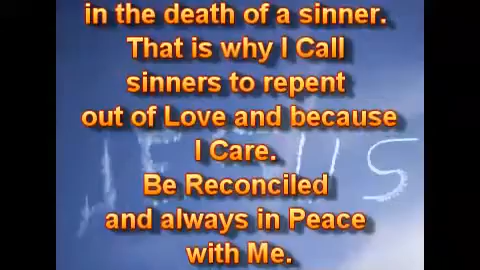 in the death of a sinner.
That is why I Call
sinners to repent
out of Love and because
I Care.
Be Reconciled
and always in Peace
with Me.
JESUS